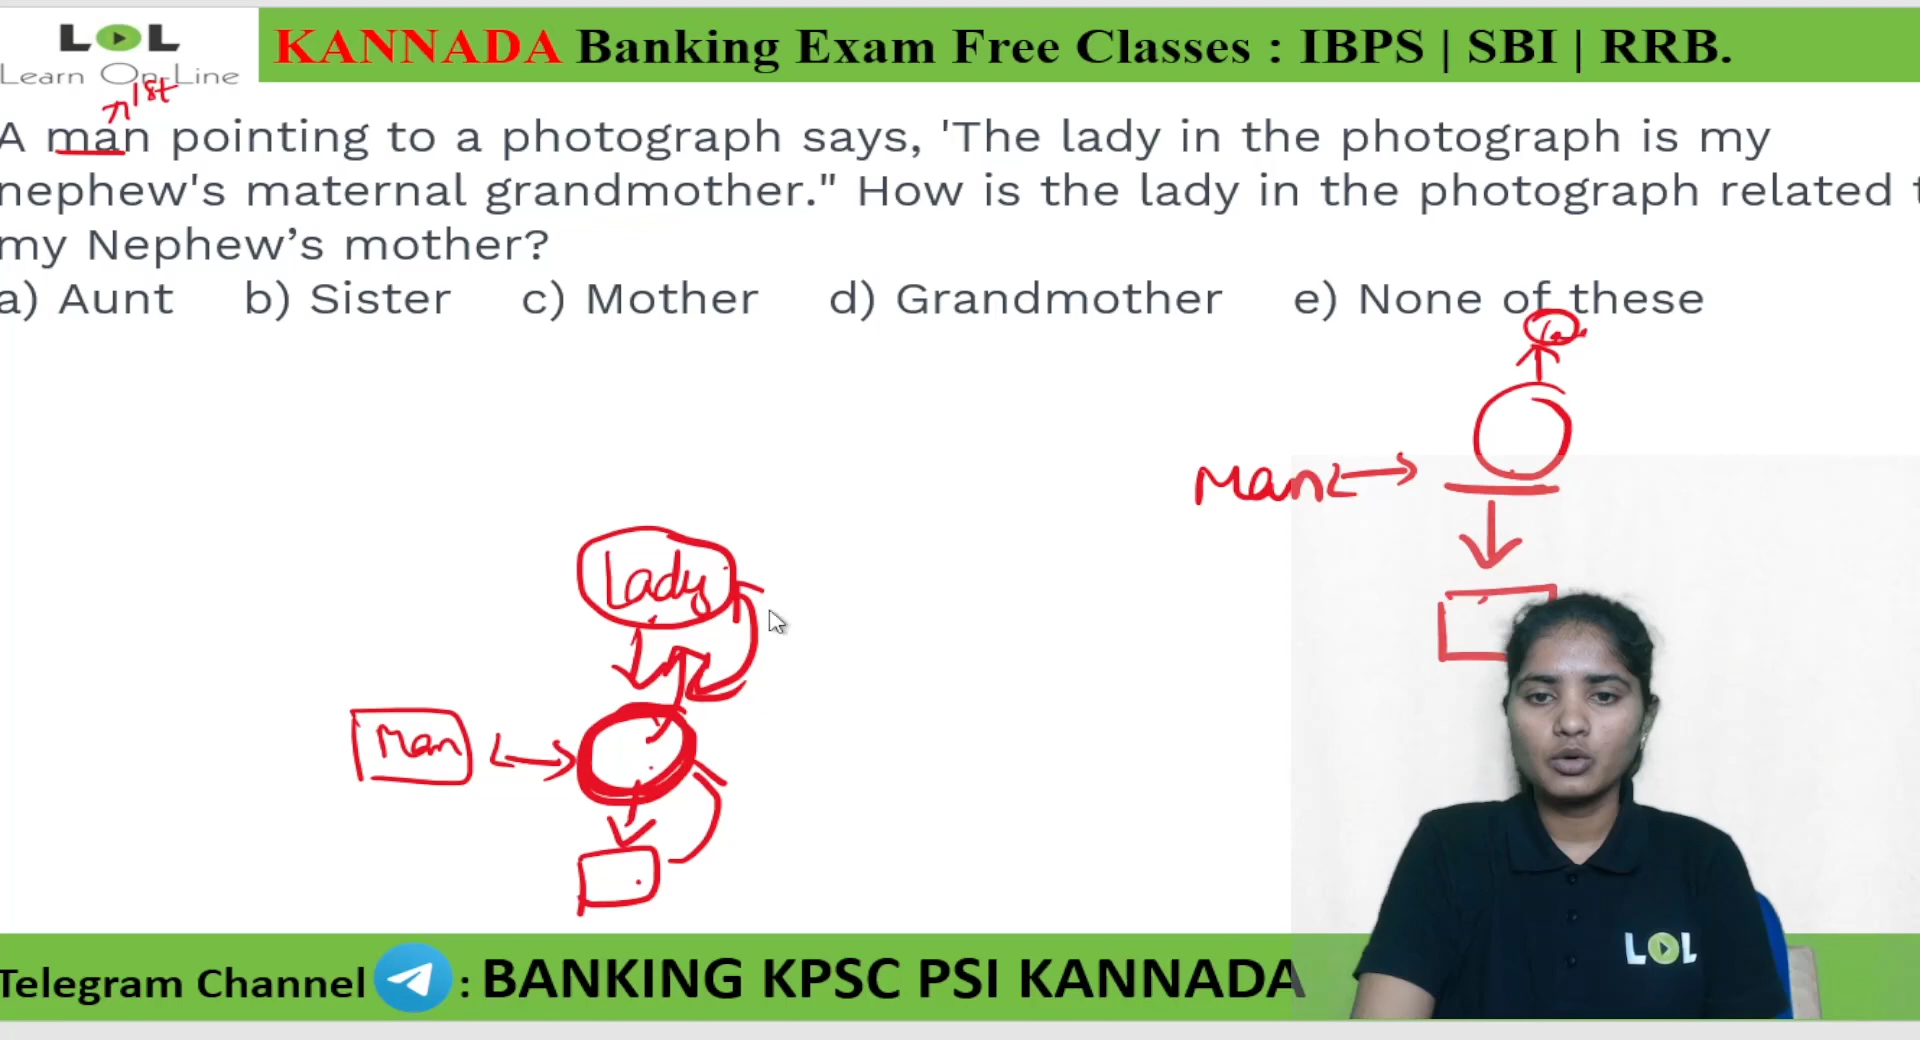 LOL
Learn On-Line
KANNADA Banking Exam Free Classes : IBPS | SBI | RRB.
1st
A man pointing to a photograph says, 'The lady in the photograph is my
nephew's maternal grandmother." How is the lady in the photograph related t
my Nephew’s mother?
a) Aunt b) Sister c) Mother d) Grandmother e) None of these
Man
Lady
Man
LOL
Telegram Channel : BANKING KPSC PSI KANNADA